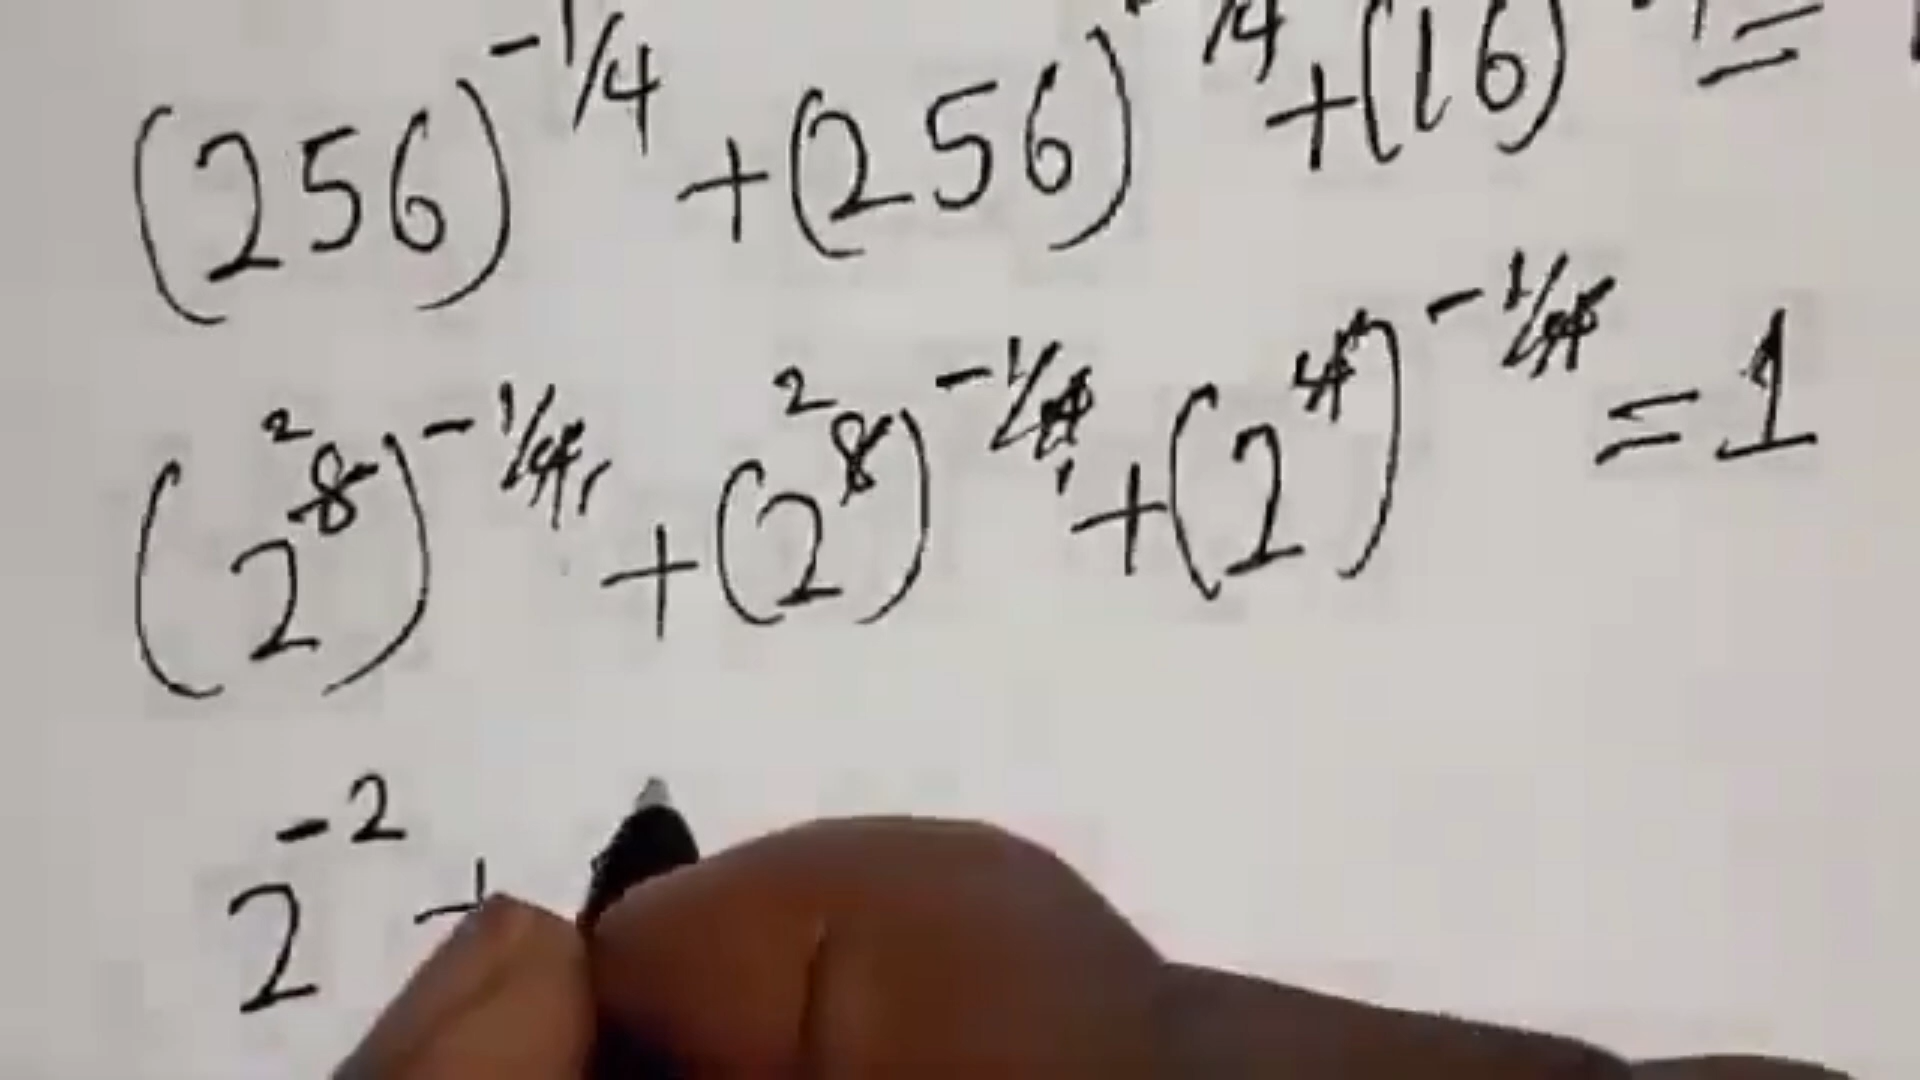 (256)^-1/4 + (256)^-1/4 + (16) =
(2^8)^-1/4 + (2^8)^-1/4 + (2^4)^-1/4 = 1
2^-2 +